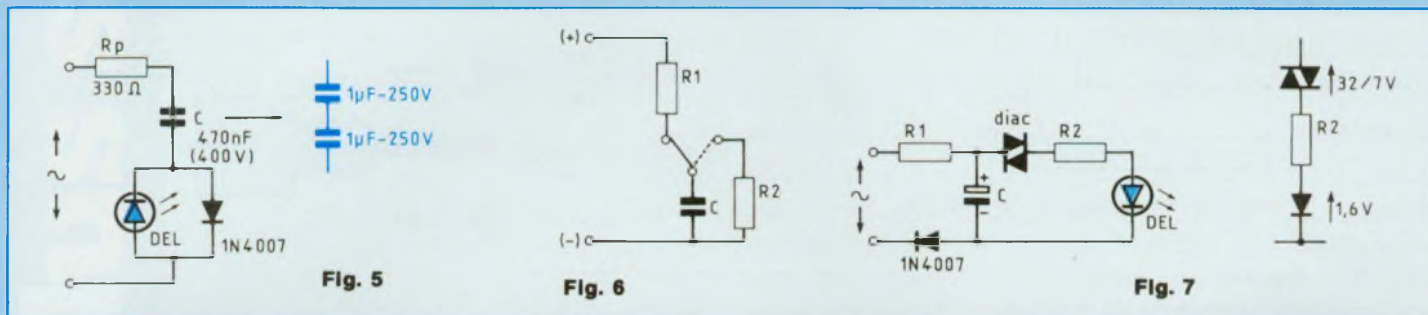 Rp
330 Ω
C
470nF
(400V)
1µF-250V
1µF-250V
~
DEL
1N4007
Fig. 5
(+)
R1
R2
C
(-)
Fig. 6
R1
diac
R2
~
+
C
-
DEL
1N4007
Fig. 7
32/7V
R2
1,6V